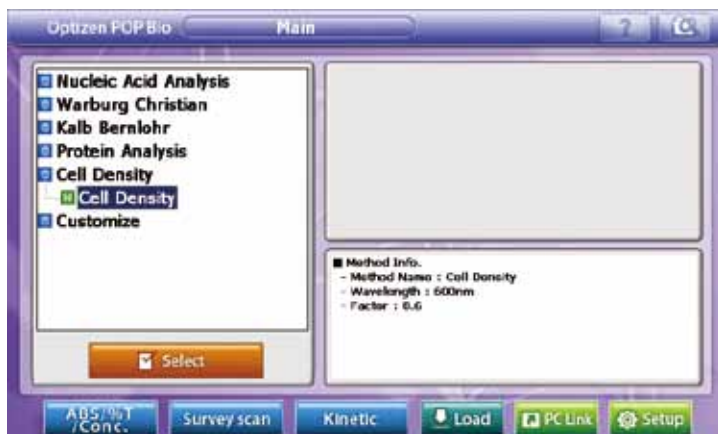 Optizen POP Bio
Main
?
Nucleic Acid Analysis
Warburg Christian
Kalb Bernlohr
Protein Analysis
Cell Density
Cell Density
Customize
Select
■ Method Info.
- Method Name : Cell Density
- Wavelength : 600nm
- Factor : 0.6
ABS/%T
/Conc.
Survey scan
Kinetic
Load
PC Link
Setup